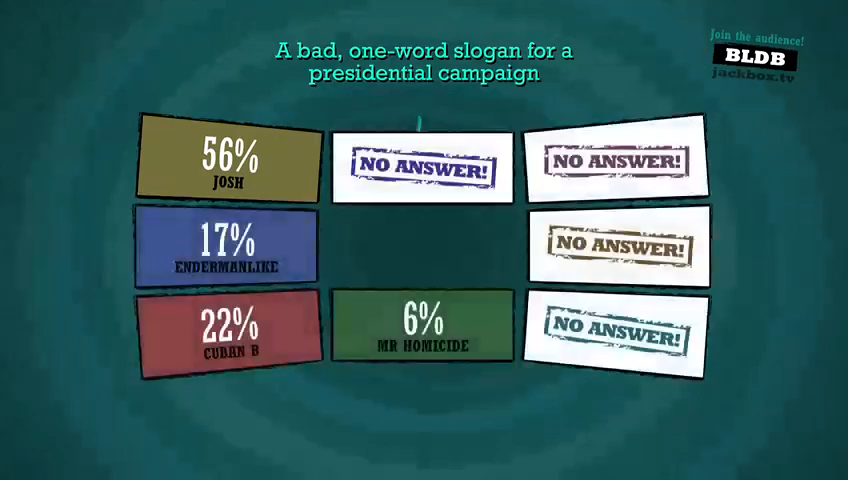 A bad, one-word slogan for a
presidential campaign
Join the audience!
BLDB
jackbox.tv
56%
JOSH
NO ANSWER!
NO ANSWER!
17%
ENDERMANLIKE
NO ANSWER!
22%
CUBAN B
6%
MR HOMICIDE
NO ANSWER!